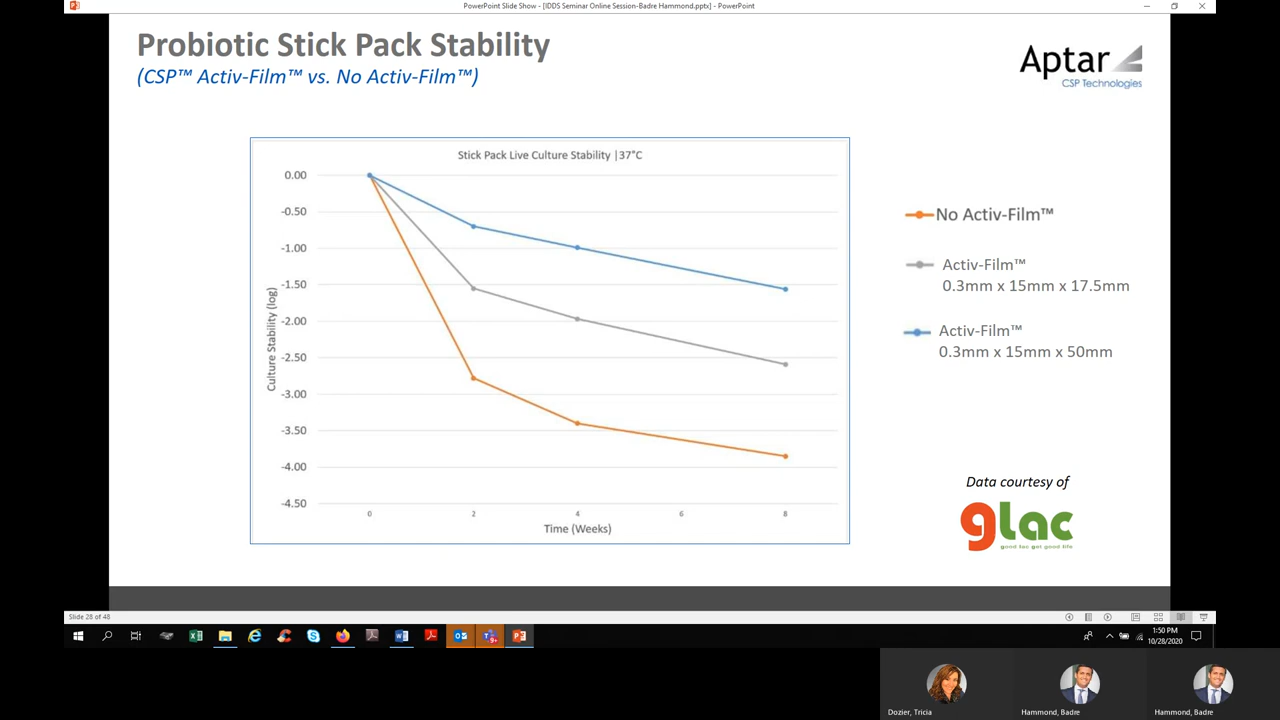 PowerPoint Slide Show - [IDDS Seminar Online Session-Badre Hammond.pptx] - PowerPoint
Probiotic Stick Pack Stability
(CSP™ Activ-Film™ vs. No Activ-Film™)
Aptar
CSP Technologies
Stick Pack Live Culture Stability |37°C
0.00
-0.50
-1.00
-1.50
-2.00
-2.50
-3.00
-3.50
-4.00
-4.50
Culture Stability (log)
0 2 4 6 8
Time (Weeks)
No Activ-Film™
Activ-Film™
0.3mm x 15mm x 17.5mm
Activ-Film™
0.3mm x 15mm x 50mm
Data courtesy of
glac
good lac get good life
Slide 28 of 48
9+
1:50 PM
10/28/2020
Dozier, Tricia
Hammond, Badre
Hammond, Badre